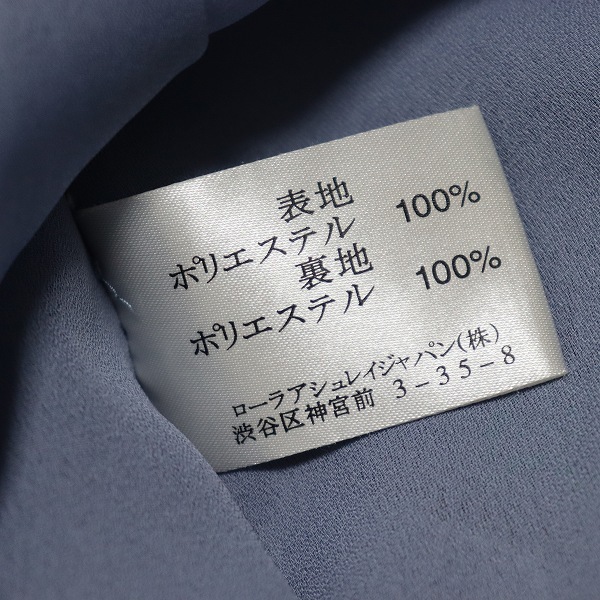 表地
ポリエステル 100%
裏地
ポリエステル 100%
ローラアシュレイジャパン(株)
渋谷区神宮前 3-35-8